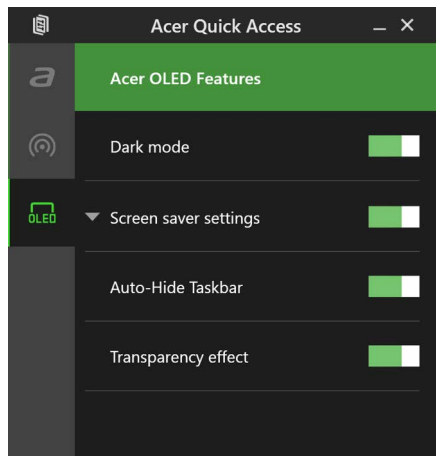 Acer Quick Access
a
Acer OLED Features
Dark mode
OLED
Screen saver settings
Auto-Hide Taskbar
Transparency effect